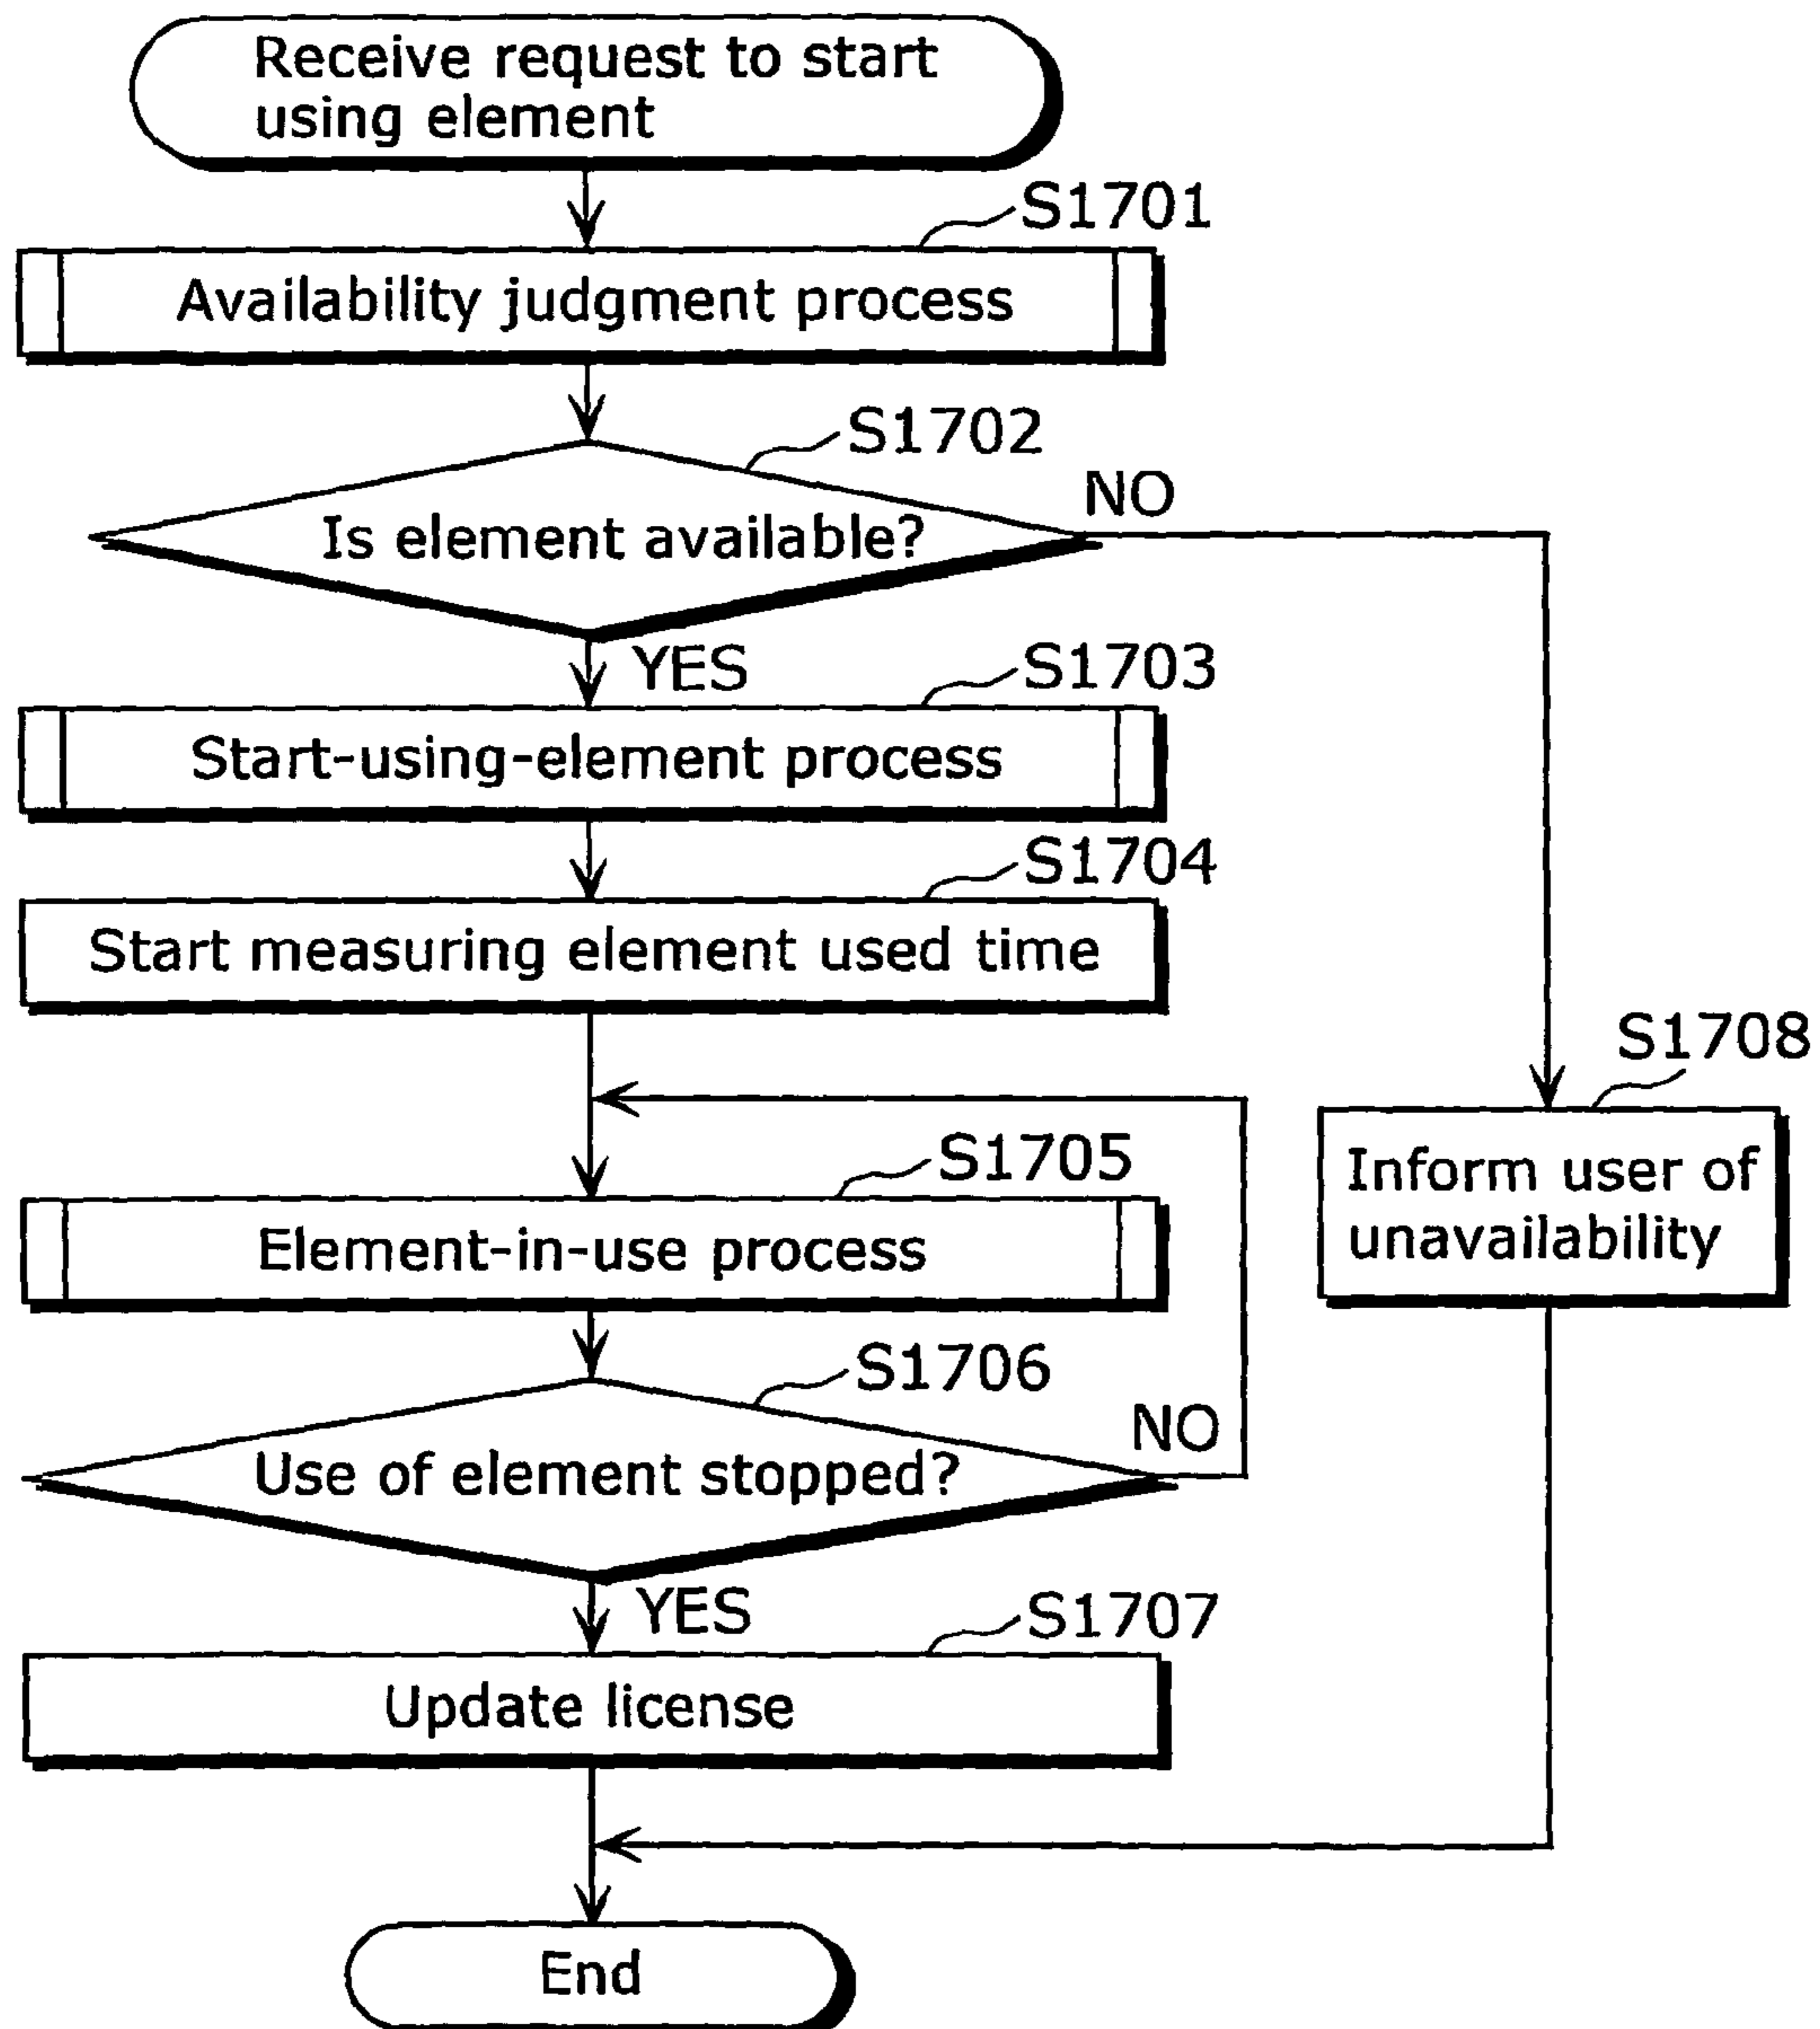 Receive request to start
using element
S1701
Availability judgment process
S1702
NO
Is element available?
YES
S1703
Start-using-element process
S1704
Start measuring element used time
S1708
Inform user of
unavailability
S1705
Element-in-use process
S1706
NO
Use of element stopped?
YES
S1707
Update license
End